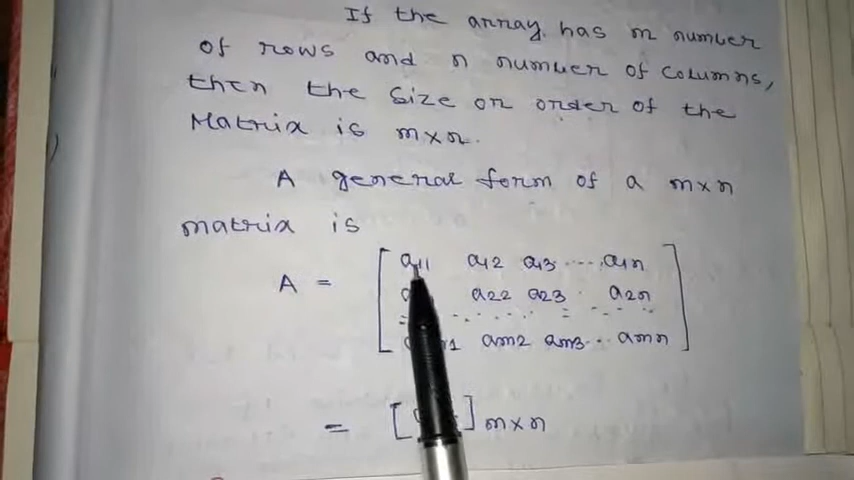 If the array has m number
of rows and n number of columns,
then the size or order of the
Matrix is m×n.
A general form of a m×n
matrix is
A = [ a11 a12 a13 ..... a1n
a22 a23 . a2n
am2 am3 ... amn ]
= [ ] m×n